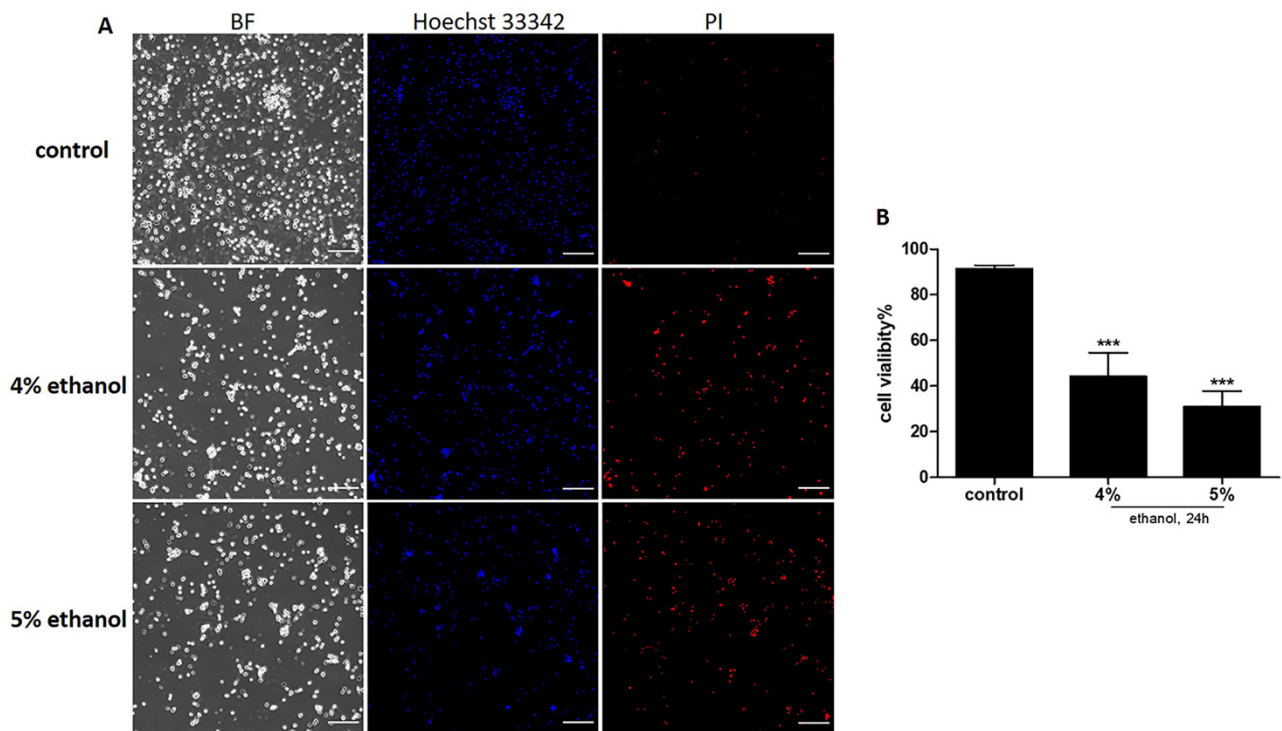 A
BF Hoechst 33342 PI
control
4% ethanol
5% ethanol
B
100
80
60
40
20
0
cell vialibity%
***
***
control 4% 5%
ethanol, 24h